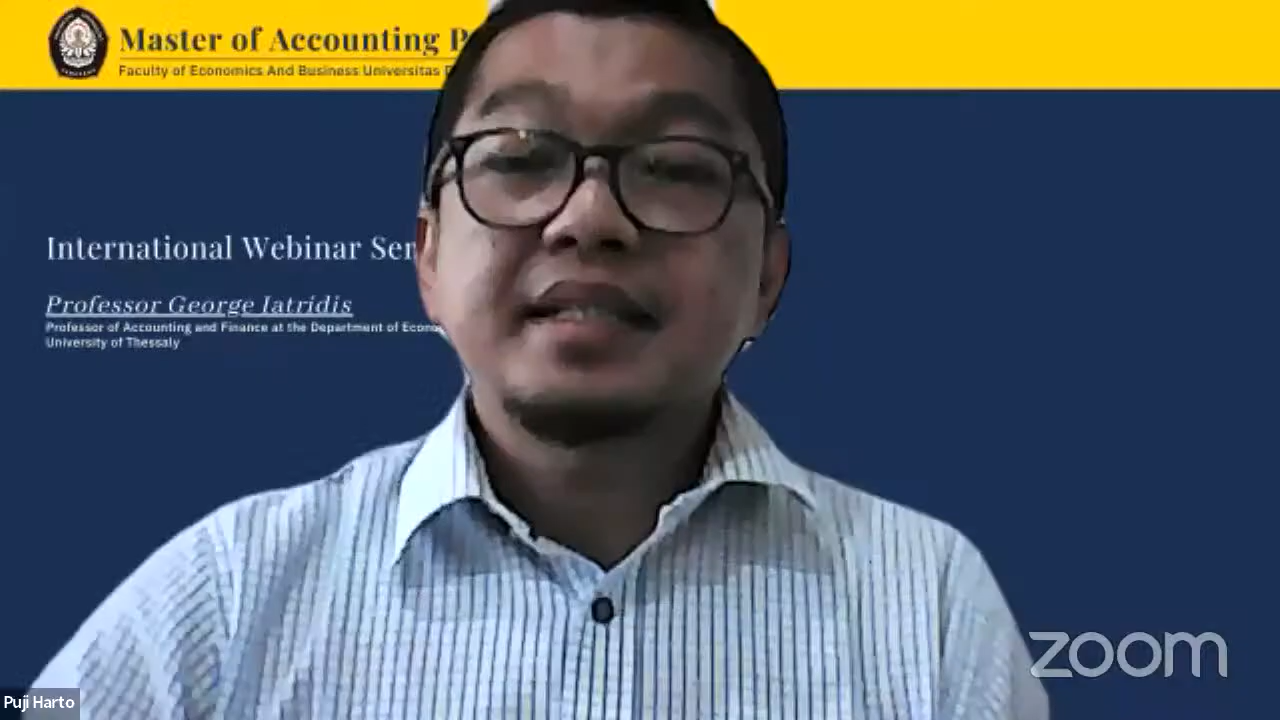 Master of Accounting P
Faculty of Economics And Business Universitas
International Webinar Ser
Professor George Iatridis
Professor of Accounting and Finance at the Department of Econo
University of Thessaly
zoom
Puji Harto